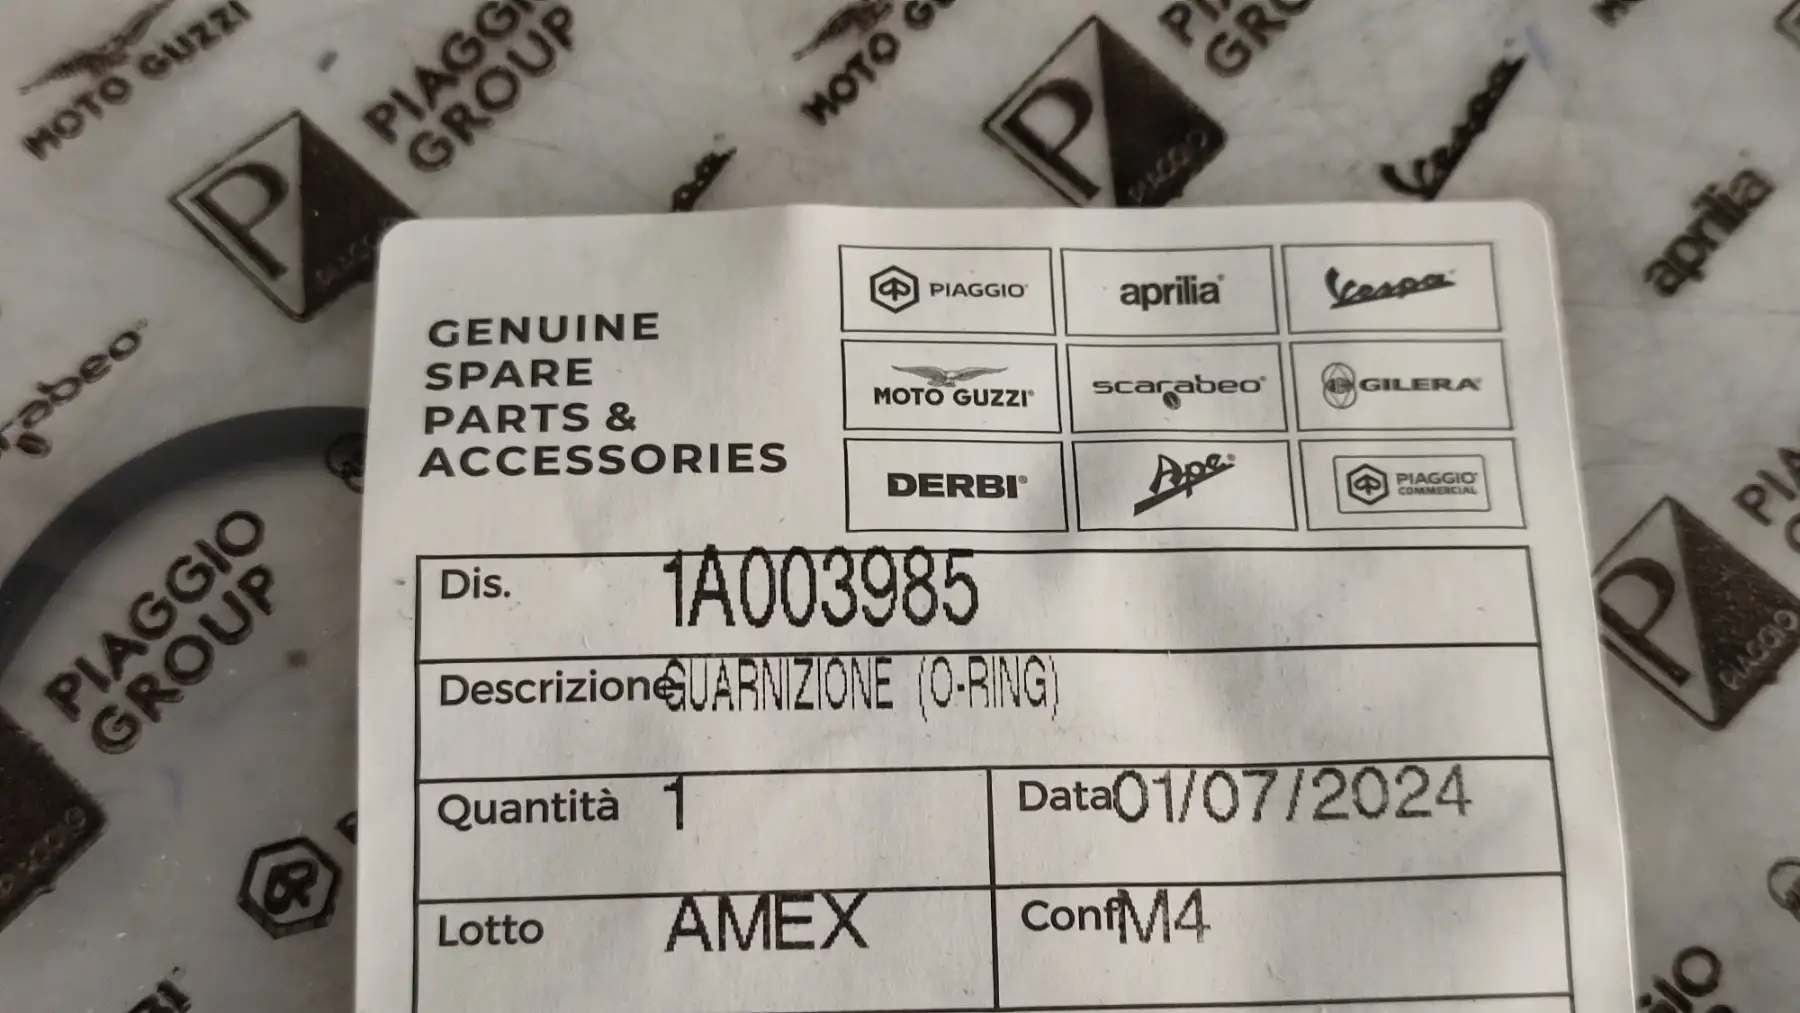 MOTO GUZZI
PIAGGIO
GROUP
MOTO
Vespa
aprilia
PIAGGIO
GROUP
GENUINE
SPARE
PARTS &
ACCESSORIES
PIAGGIO®
aprilia®
Vespa®
MOTO GUZZI®
scarabeo®
GILERA®
DERBI®
Ape®
PIAGGIO®
COMMERCIAL
Dis. 1A003985
Descrizione GUARNIZIONE (O-RING)
Quantità 1
Data 01/07/2024
Lotto AMEX
Conf M4
PIAGGIO